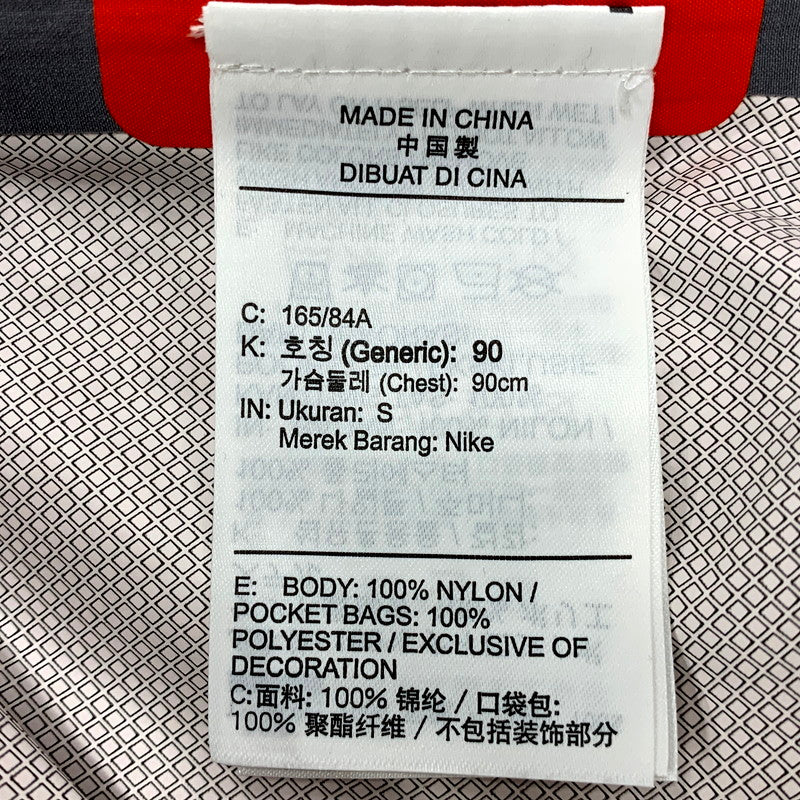 MADE IN CHINA
中国製
DIBUAT DI CINA
C: 165/84A
K: 호칭 (Generic): 90
가슴둘레 (Chest): 90cm
IN: Ukuran: S
Merek Barang: Nike
E: BODY: 100% NYLON /
POCKET BAGS: 100%
POLYESTER / EXCLUSIVE OF
DECORATION
C:面料: 100% 锦纶 / 口袋包:
100% 聚酯纤维 / 不包括装饰部分